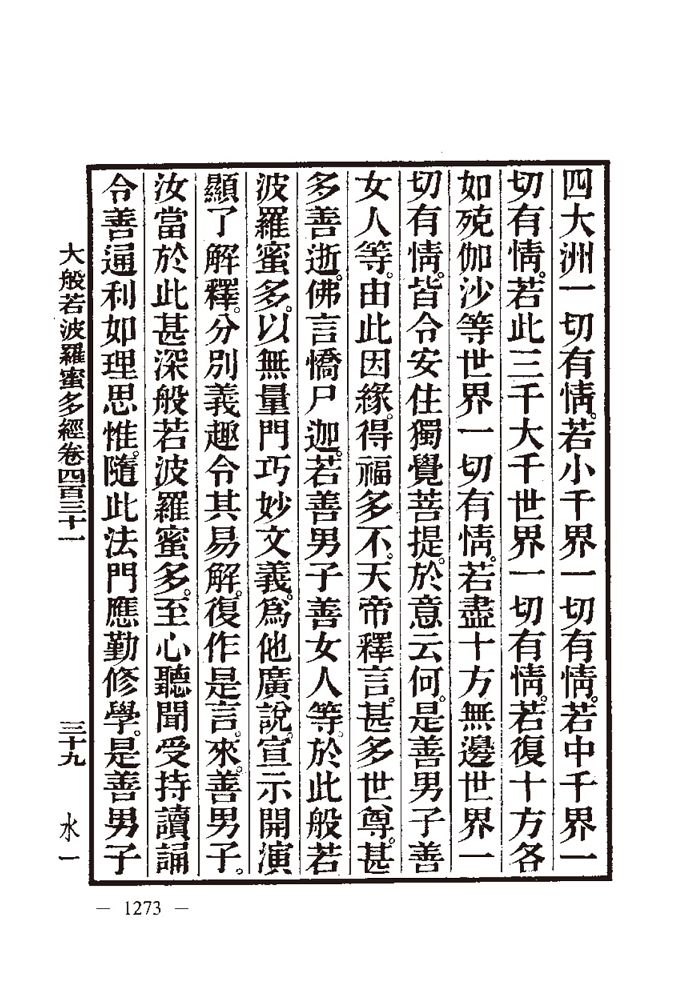 四大洲一切有情。若小千界一切有情。若中千界一
切有情。若此三千大千世界一切有情。若復十方各
如殑伽沙等世界一切有情。若盡十方無邊世界一
切有情。皆令安住獨覺菩提。於意云何。是善男子善
女人等。由此因緣。得福多不。天帝釋言。甚多世尊。甚
多善逝。佛言憍尸迦。若善男子善女人等。於此般若
波羅蜜多。以無量門巧妙文義。爲他廣說。宣示開演
顯了解釋。分別義趣令其易解。復作是言。來。善男子。
汝當於此甚深般若波羅蜜多。至心聽聞受持讀誦
令善通利如理思惟。隨此法門應勤修學。是善男子
大般若波羅蜜多經卷四百三十一
三十九
水一
— 1273 —